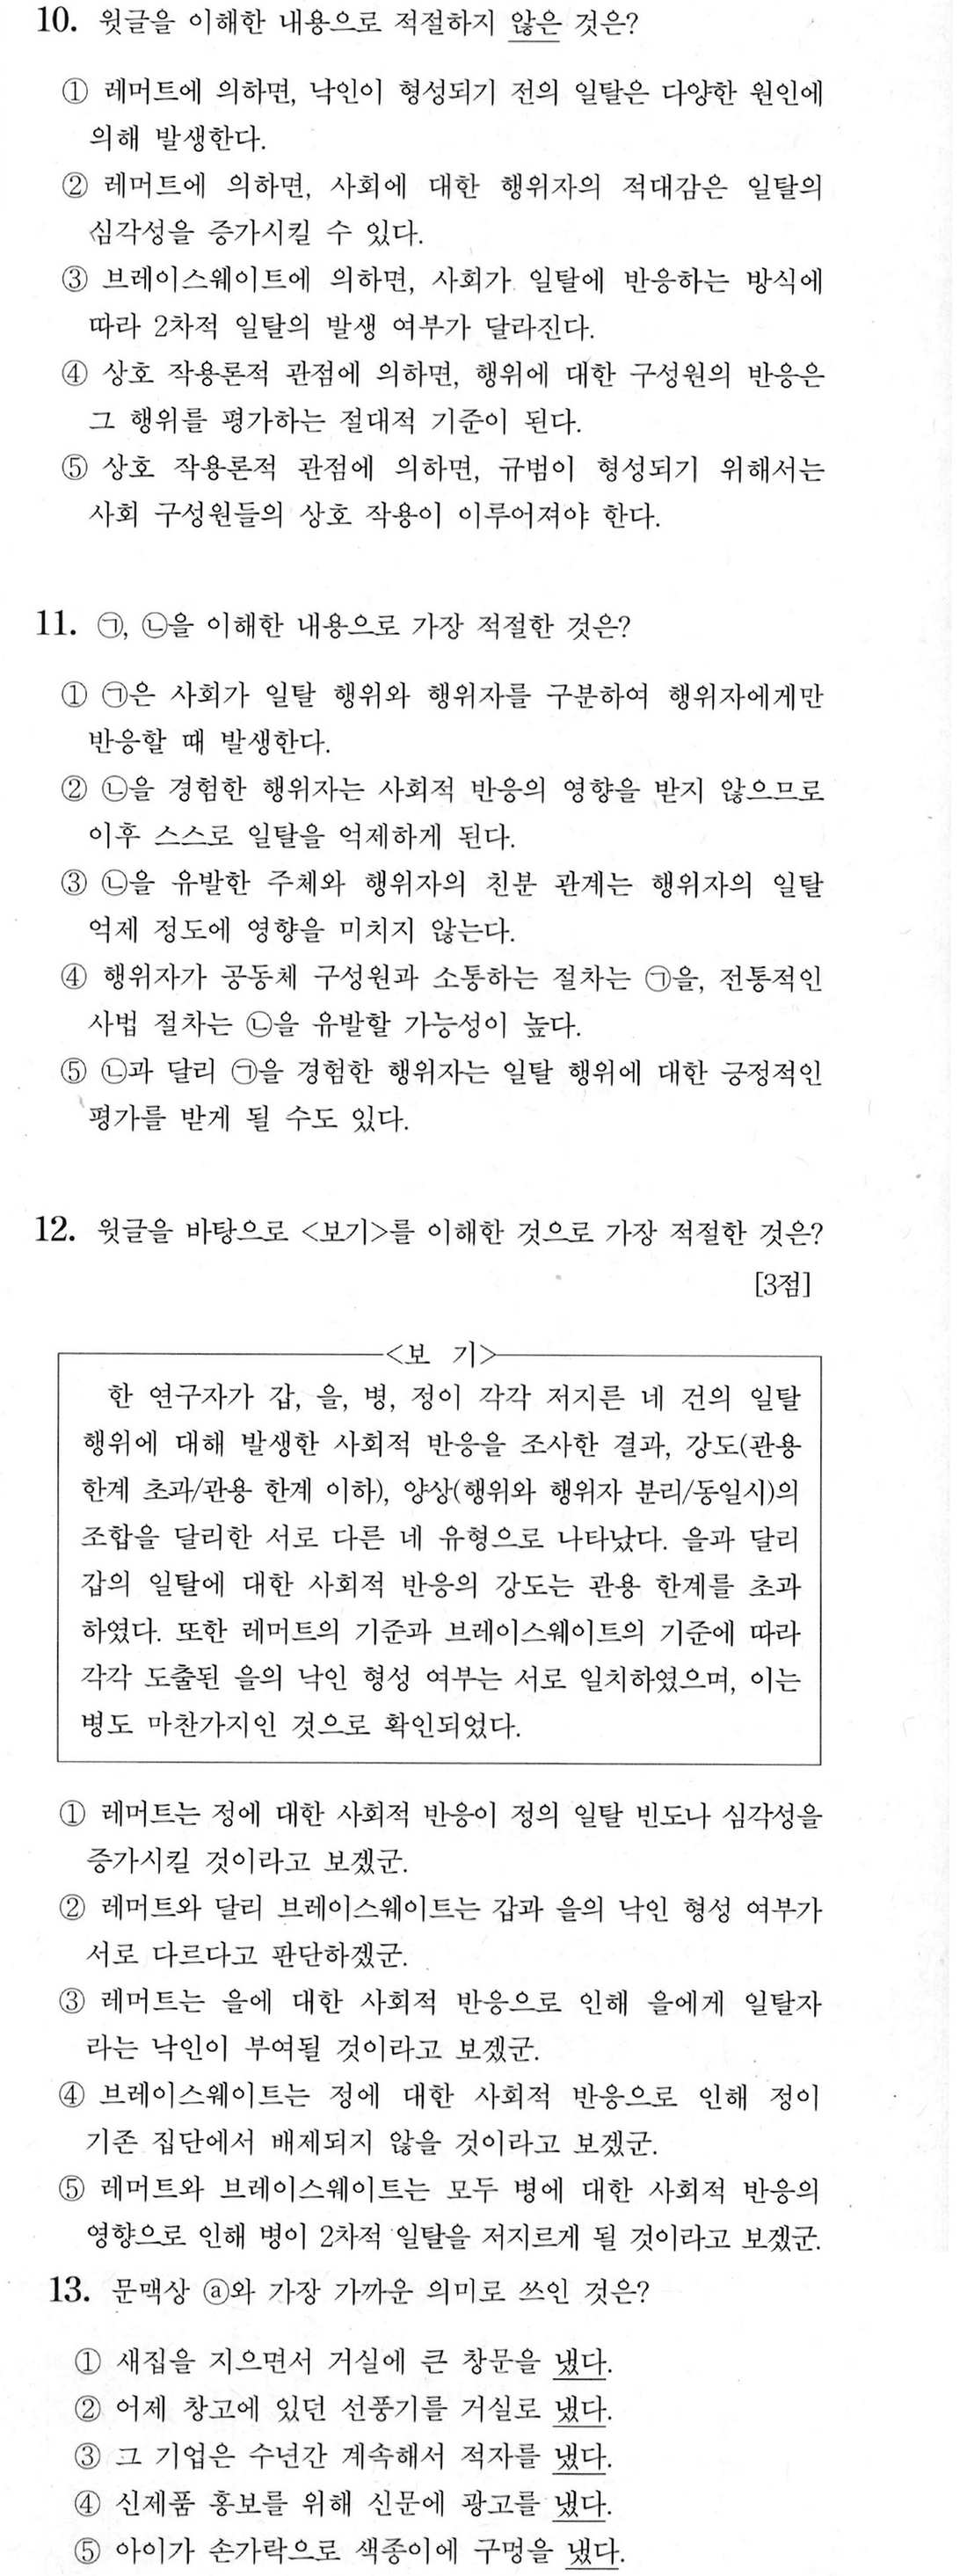 10. 윗글을 이해한 내용으로 적절하지 않은 것은?
① 레머트에 의하면, 낙인이 형성되기 전의 일탈은 다양한 원인에
의해 발생한다.
② 레머트에 의하면, 사회에 대한 행위자의 적대감은 일탈의
심각성을 증가시킬 수 있다.
③ 브레이스웨이트에 의하면, 사회가 일탈에 반응하는 방식에
따라 2차적 일탈의 발생 여부가 달라진다.
④ 상호 작용론적 관점에 의하면, 행위에 대한 구성원의 반응은
그 행위를 평가하는 절대적 기준이 된다.
⑤ 상호 작용론적 관점에 의하면, 규범이 형성되기 위해서는
사회 구성원들의 상호 작용이 이루어져야 한다.
11. ㉠, ㉡을 이해한 내용으로 가장 적절한 것은?
① ㉠은 사회가 일탈 행위와 행위자를 구분하여 행위자에게만
반응할 때 발생한다.
② ㉡을 경험한 행위자는 사회적 반응의 영향을 받지 않으므로
이후 스스로 일탈을 억제하게 된다.
③ ㉡을 유발한 주체와 행위자의 친분 관계는 행위자의 일탈
억제 정도에 영향을 미치지 않는다.
④ 행위자가 공동체 구성원과 소통하는 절차는 ㉠을, 전통적인
사법 절차는 ㉡을 유발할 가능성이 높다.
⑤ ㉡과 달리 ㉠을 경험한 행위자는 일탈 행위에 대한 긍정적인
평가를 받게 될 수도 있다.
12. 윗글을 바탕으로 <보기>를 이해한 것으로 가장 적절한 것은?
[3점]
<보 기>
한 연구자가 갑, 을, 병, 정이 각각 저지른 네 건의 일탈
행위에 대해 발생한 사회적 반응을 조사한 결과, 강도(관용
한계 초과/관용 한계 이하), 양상(행위와 행위자 분리/동일시)의
조합을 달리한 서로 다른 네 유형으로 나타났다. 을과 달리
갑의 일탈에 대한 사회적 반응의 강도는 관용 한계를 초과
하였다. 또한 레머트의 기준과 브레이스웨이트의 기준에 따라
각각 도출된 을의 낙인 형성 여부는 서로 일치하였으며, 이는
병도 마찬가지인 것으로 확인되었다.
① 레머트는 정에 대한 사회적 반응이 정의 일탈 빈도나 심각성을
증가시킬 것이라고 보겠군.
② 레머트와 달리 브레이스웨이트는 갑과 을의 낙인 형성 여부가
서로 다르다고 판단하겠군.
③ 레머트는 을에 대한 사회적 반응으로 인해 을에게 일탈자
라는 낙인이 부여될 것이라고 보겠군.
④ 브레이스웨이트는 정에 대한 사회적 반응으로 인해 정이
기존 집단에서 배제되지 않을 것이라고 보겠군.
⑤ 레머트와 브레이스웨이트는 모두 병에 대한 사회적 반응의
영향으로 인해 병이 2차적 일탈을 저지르게 될 것이라고 보겠군.
13. 문맥상 ⓐ와 가장 가까운 의미로 쓰인 것은?
① 새집을 지으면서 거실에 큰 창문을 냈다.
② 어제 창고에 있던 선풍기를 거실로 냈다.
③ 그 기업은 수년간 계속해서 적자를 냈다.
④ 신제품 홍보를 위해 신문에 광고를 냈다.
⑤ 아이가 손가락으로 색종이에 구멍을 냈다.